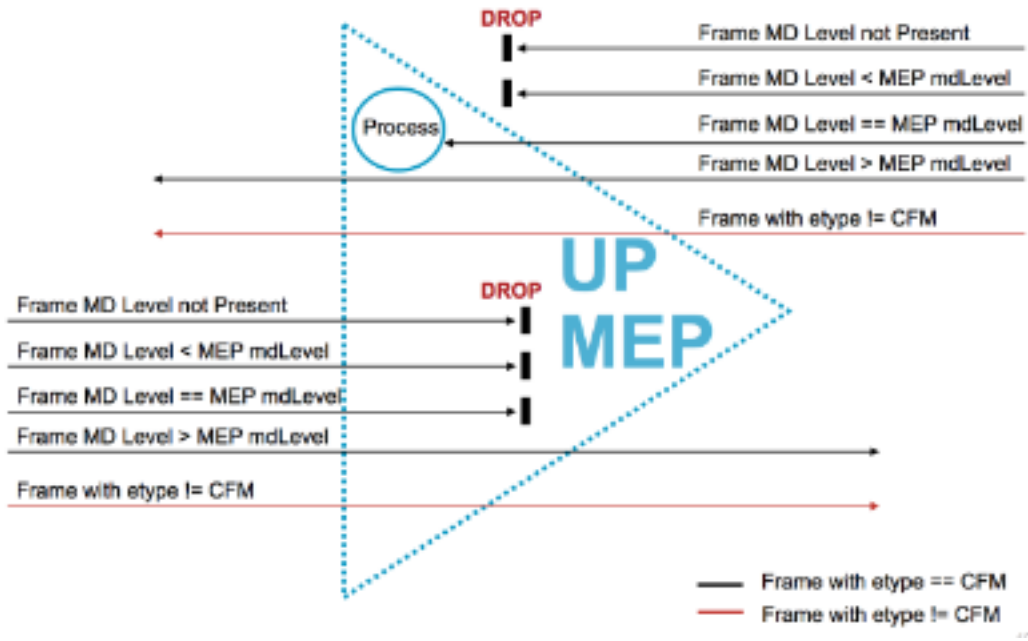 DROP
Frame MD Level not Present
Frame MD Level < MEP mdLevel
Process
Frame MD Level == MEP mdLevel
Frame MD Level > MEP mdLevel
Frame with etype != CFM
UP
MEP
DROP
Frame MD Level not Present
Frame MD Level < MEP mdLevel
Frame MD Level == MEP mdLevel
Frame MD Level > MEP mdLevel
Frame with etype != CFM
Frame with etype == CFM
Frame with etype != CFM